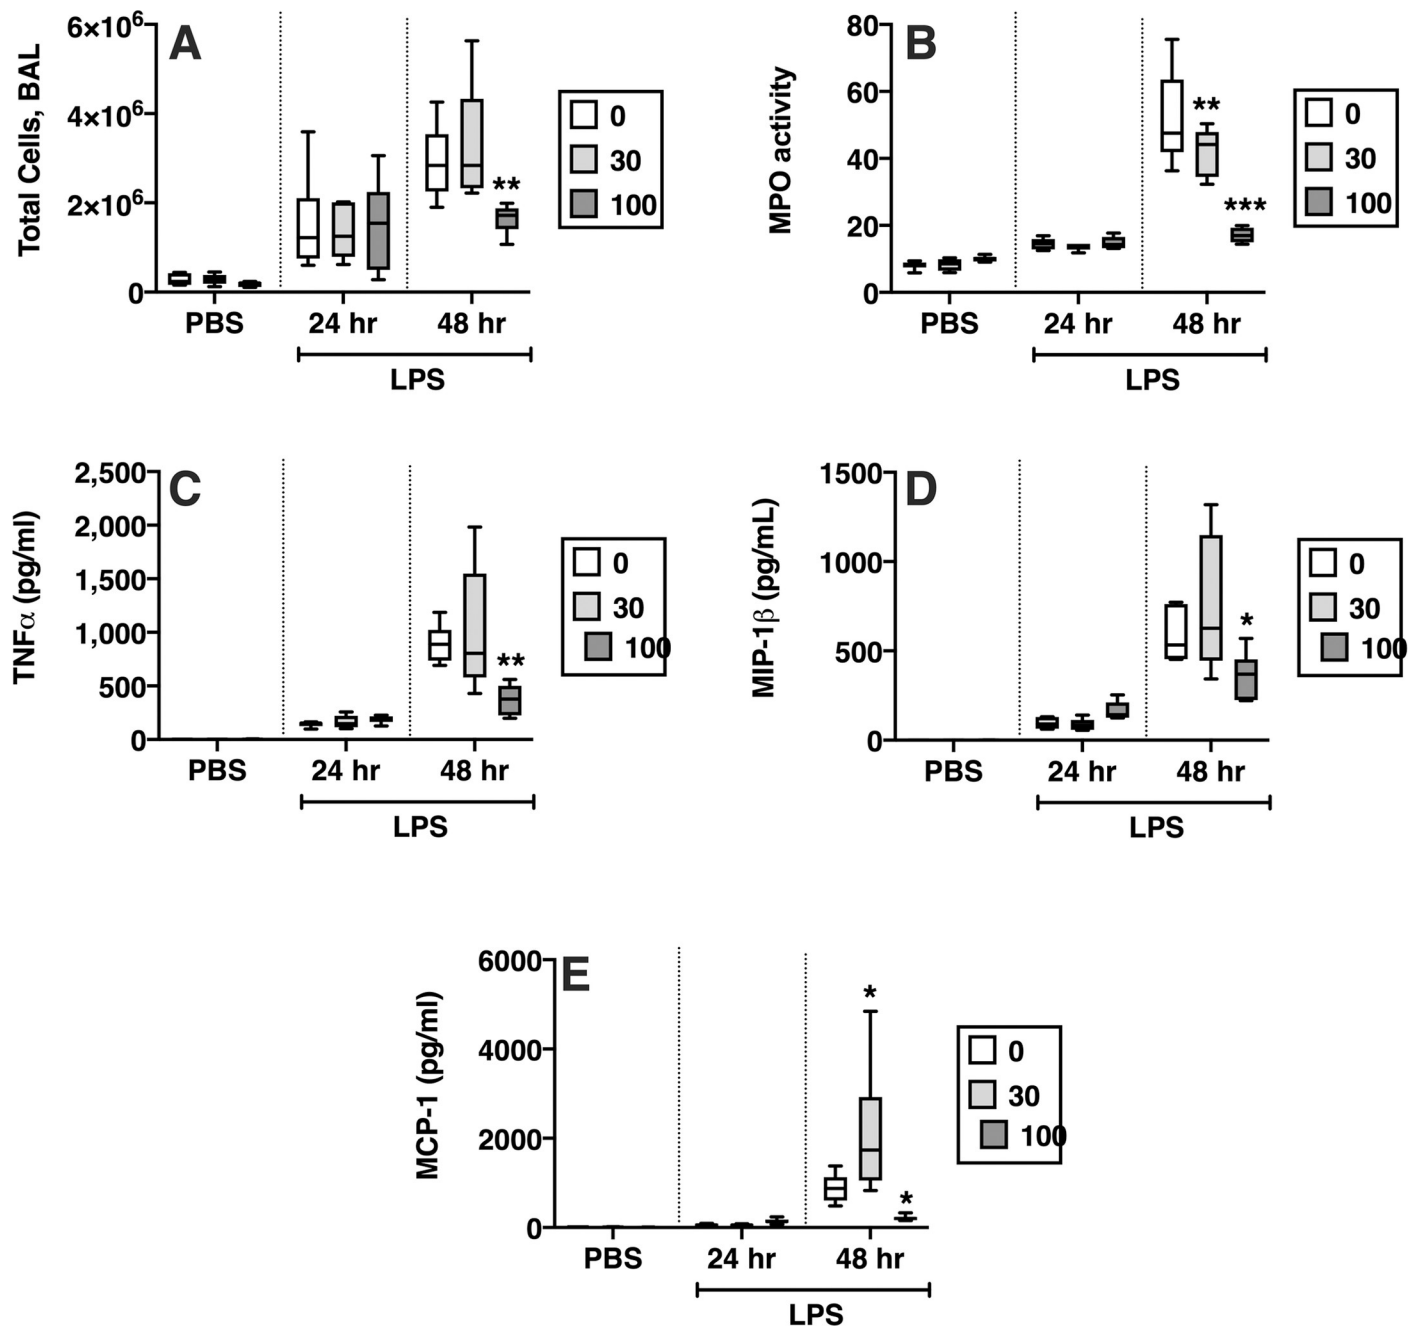 A
Total Cells, BAL
6×10⁶
4×10⁶
2×10⁶
0
**
PBS
24 hr
48 hr
LPS
0
30
100
B
MPO activity
80
60
40
20
0
**
***
PBS
24 hr
48 hr
LPS
0
30
100
C
TNFα (pg/ml)
2,500
2,000
1,500
1,000
500
0
**
PBS
24 hr
48 hr
LPS
0
30
100
D
MIP-1β (pg/mL)
1500
1000
500
0
*
PBS
24 hr
48 hr
LPS
0
30
100
E
MCP-1 (pg/ml)
6000
4000
2000
0
*
*
PBS
24 hr
48 hr
LPS
0
30
100